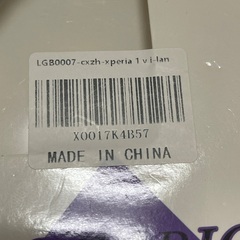 LGB0007-cxzh-xperia 1 v i-lan
X0017K4B57
MADE IN CHINA